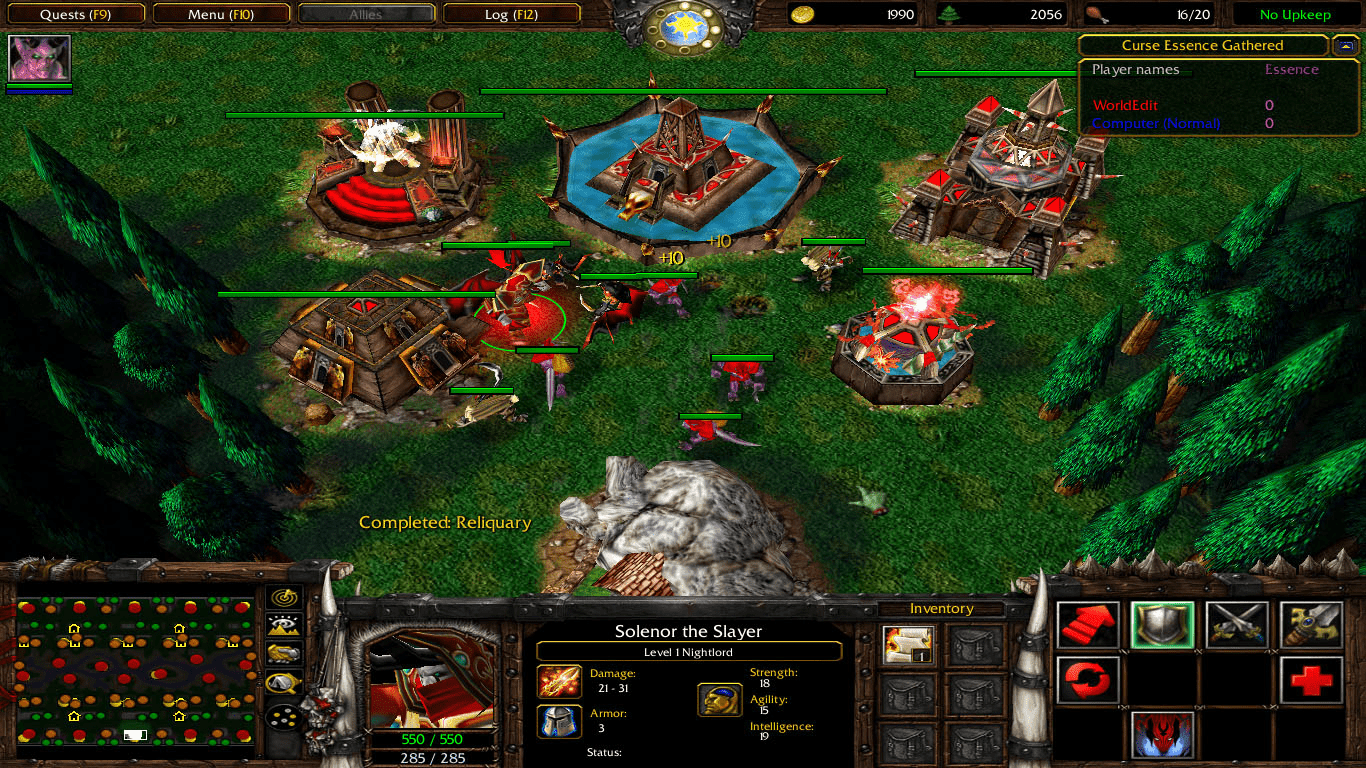 Quests (F9) Menu (F10) Allies Log (F12) 1990 2056 16/20 No Upkeep
Curse Essence Gathered
Player names Essence
WorldEdit 0
Computer (Normal) 0
+10
+10
Completed: Reliquary
Solenor the Slayer
Level 1 Nightlord
Damage:
21 - 31
Armor:
3
Status:
Strength:
18
Agility:
15
Intelligence:
19
550 / 550
285 / 285
Inventory
1